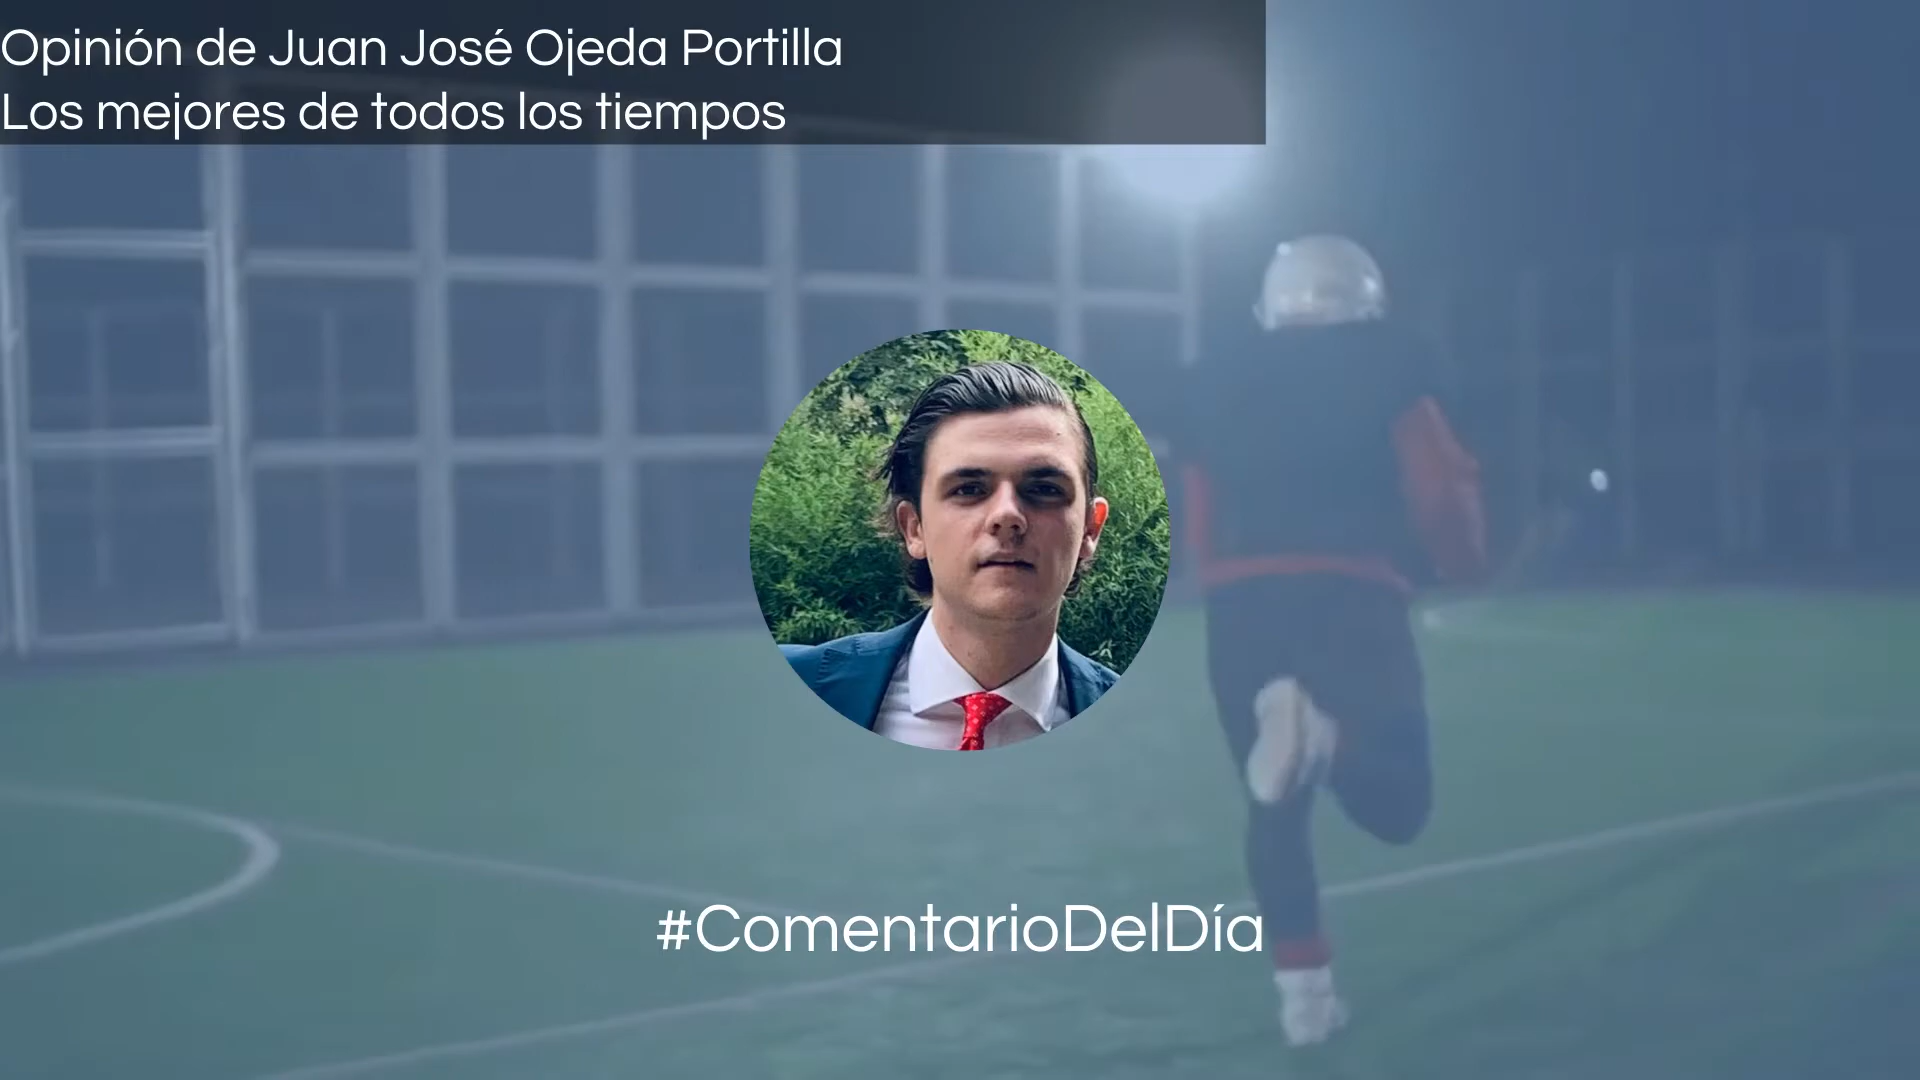 Opinión de Juan José Ojeda Portilla
Los mejores de todos los tiempos
#ComentarioDelDía